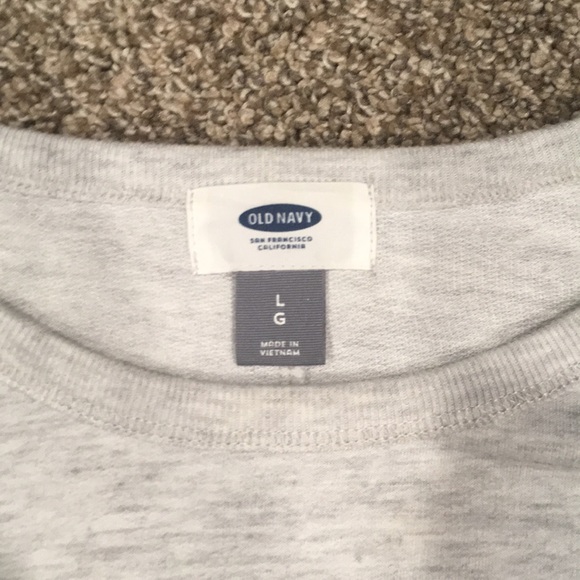 OLD NAVY
SAN FRANCISCO
CALIFORNIA
L
G
MADE IN
VIETNAM